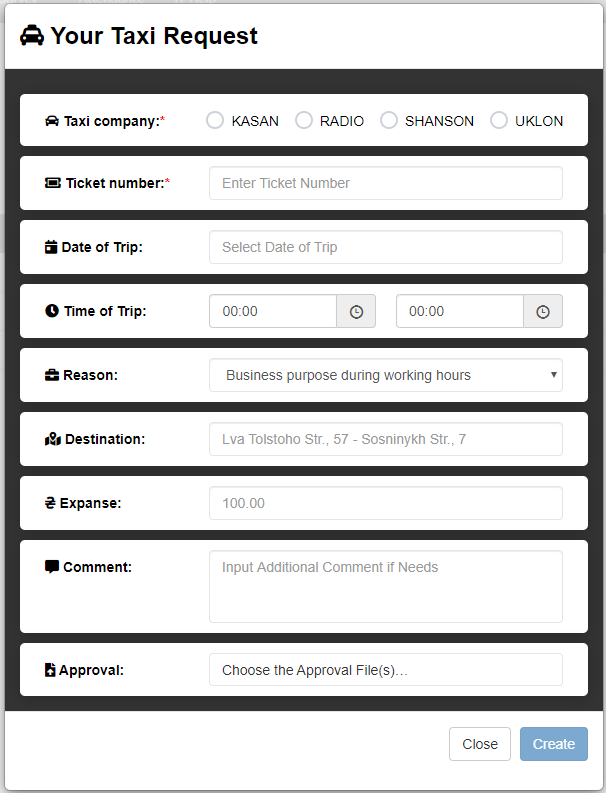 Your Taxi Request
Taxi company:* KASAN RADIO SHANSON UKLON
Ticket number:* Enter Ticket Number
Date of Trip: Select Date of Trip
Time of Trip: 00:00 00:00
Reason: Business purpose during working hours
Destination: Lva Tolstoho Str., 57 - Sosninykh Str., 7
₴ Expanse: 100.00
Comment: Input Additional Comment if Needs
Approval: Choose the Approval File(s)...
Close Create